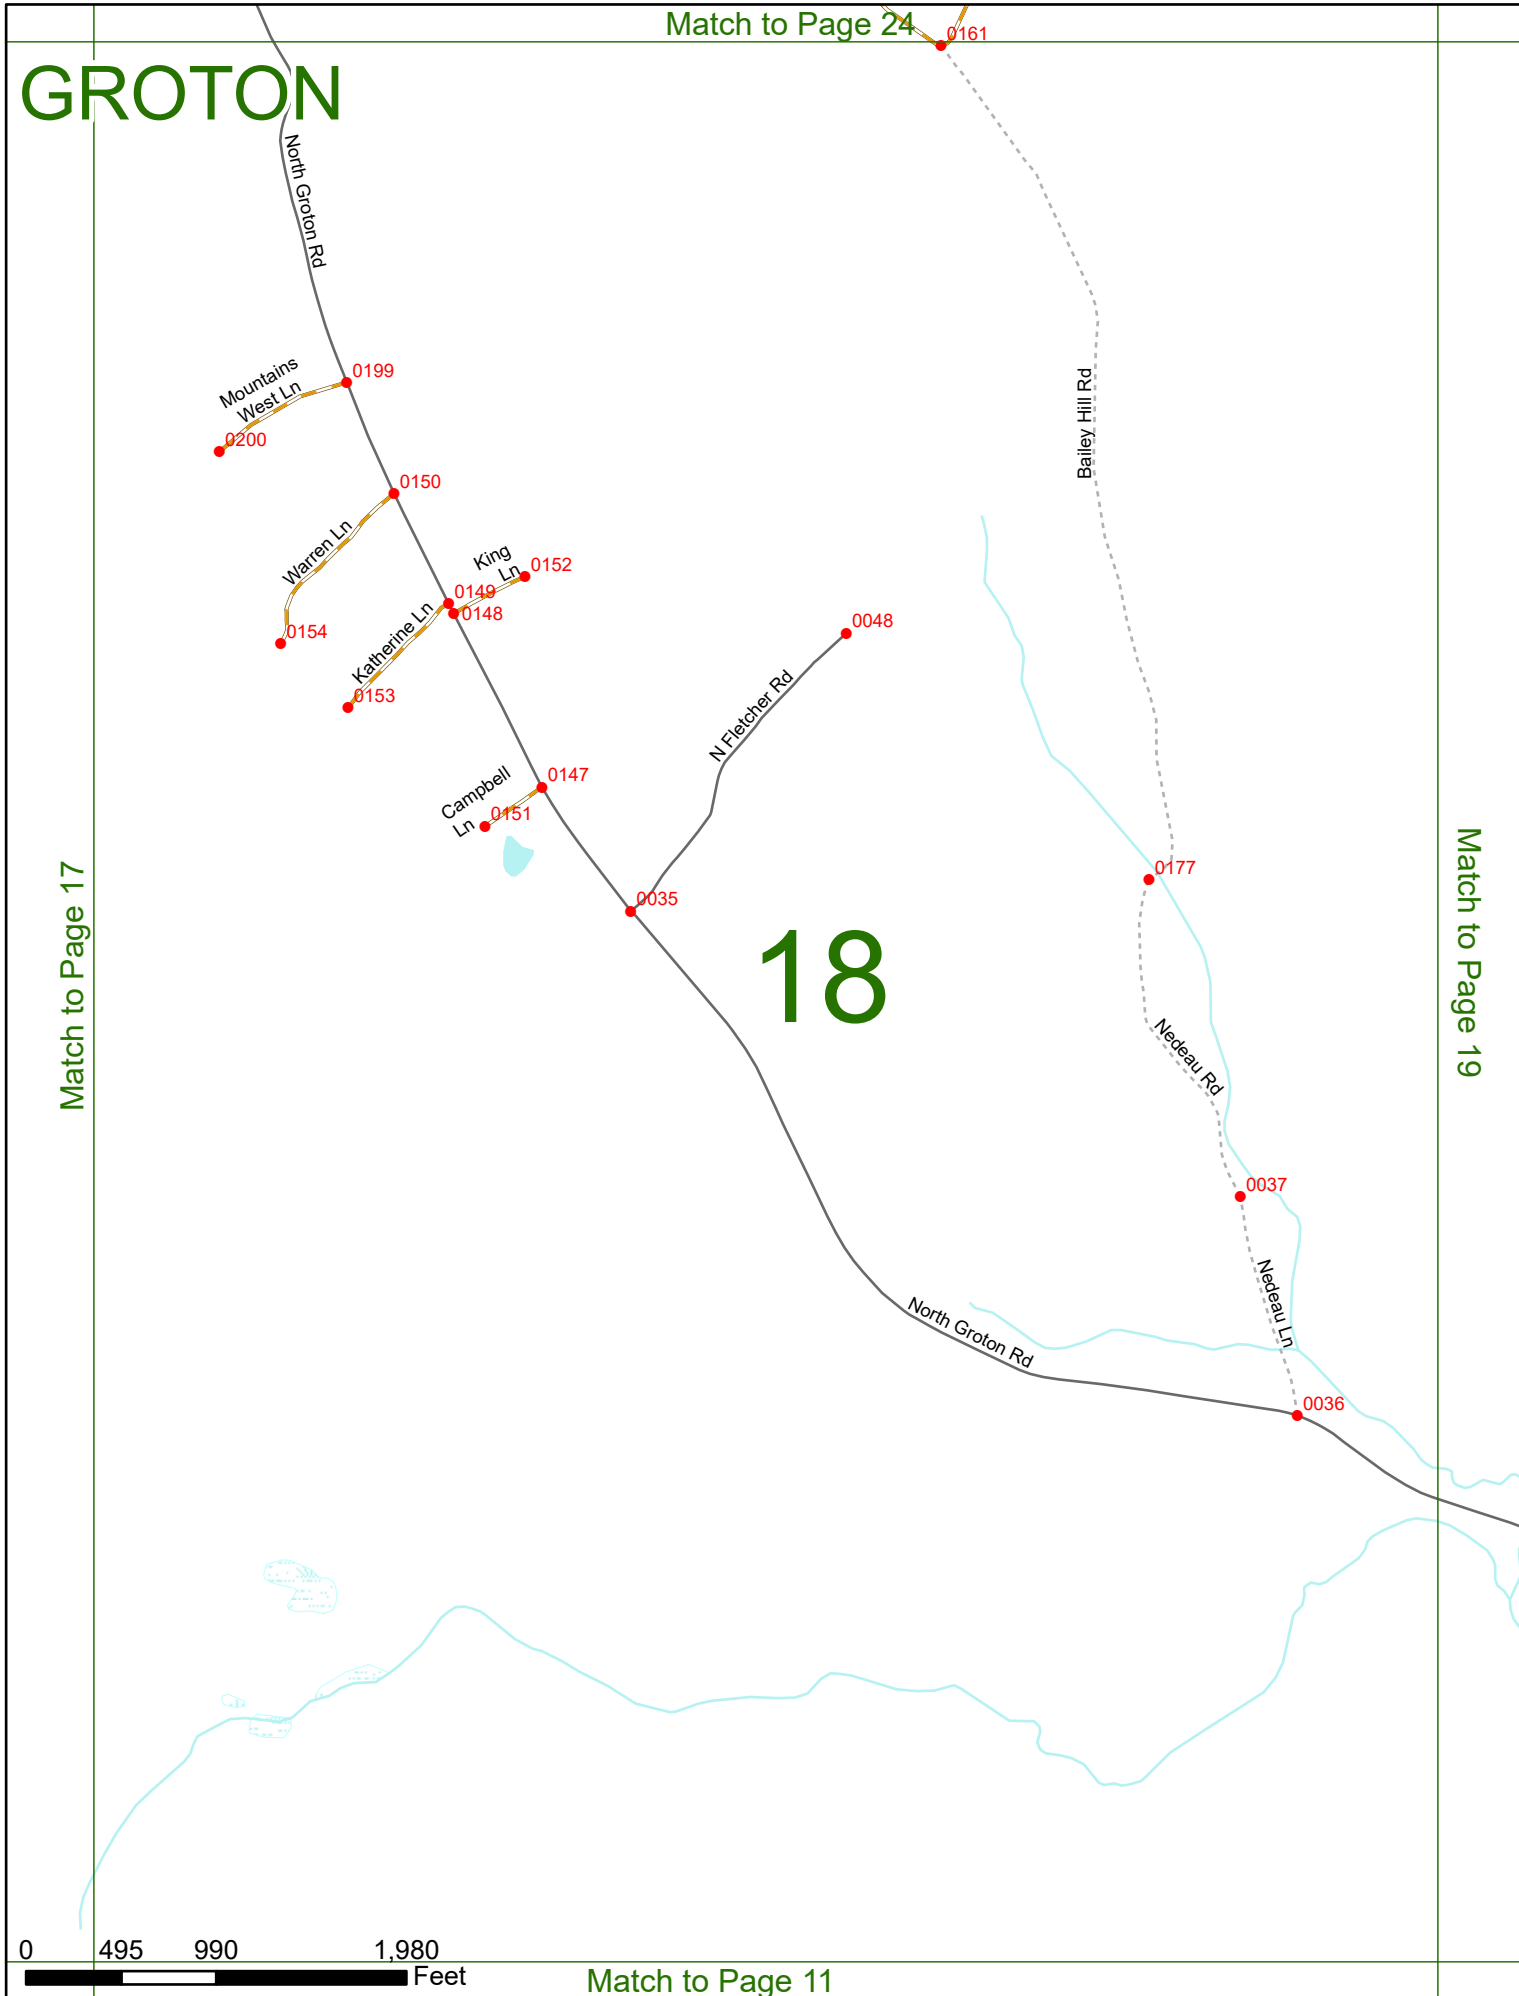 Match to Page 24
0161
GROTON
North Groton Rd
Mountains
West Ln
0199
0200
Bailey Hill Rd
0150
Warren Ln
King
Ln
0152
0149
0148
Katherine Ln
0154
0048
0153
N Fletcher Rd
Campbell
Ln
0147
0151
Match to Page 17
Match to Page 19
0177
0035
18
Nedeau Rd
0037
Nedeau Ln
North Groton Rd
0036
0 495 990 1,980
Feet
Match to Page 11